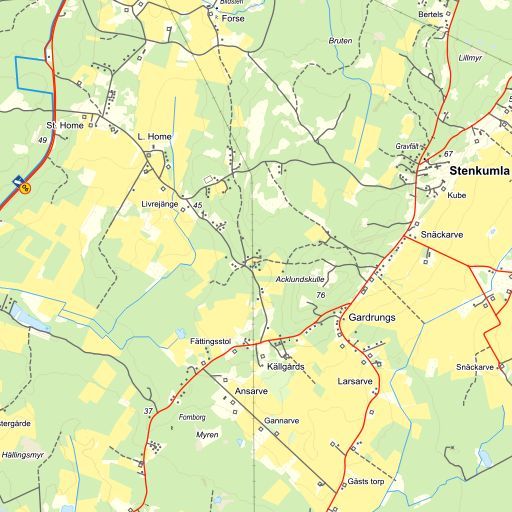 Bildsten
Forse
Bertels
Bruten
Lillmyr
St. Home
49
L. Home
Gravfält
67
Stenkumla
Kube
Livrejänge
45
Snäckarve
Acklundskulle
76
Gardrungs
Fättingsstol
Källgårds
Larsarve
Snäckarve
Ansarve
37
Fornborg
Gannarve
stergårde
Myren
Hällingsmyr
Gästs torp